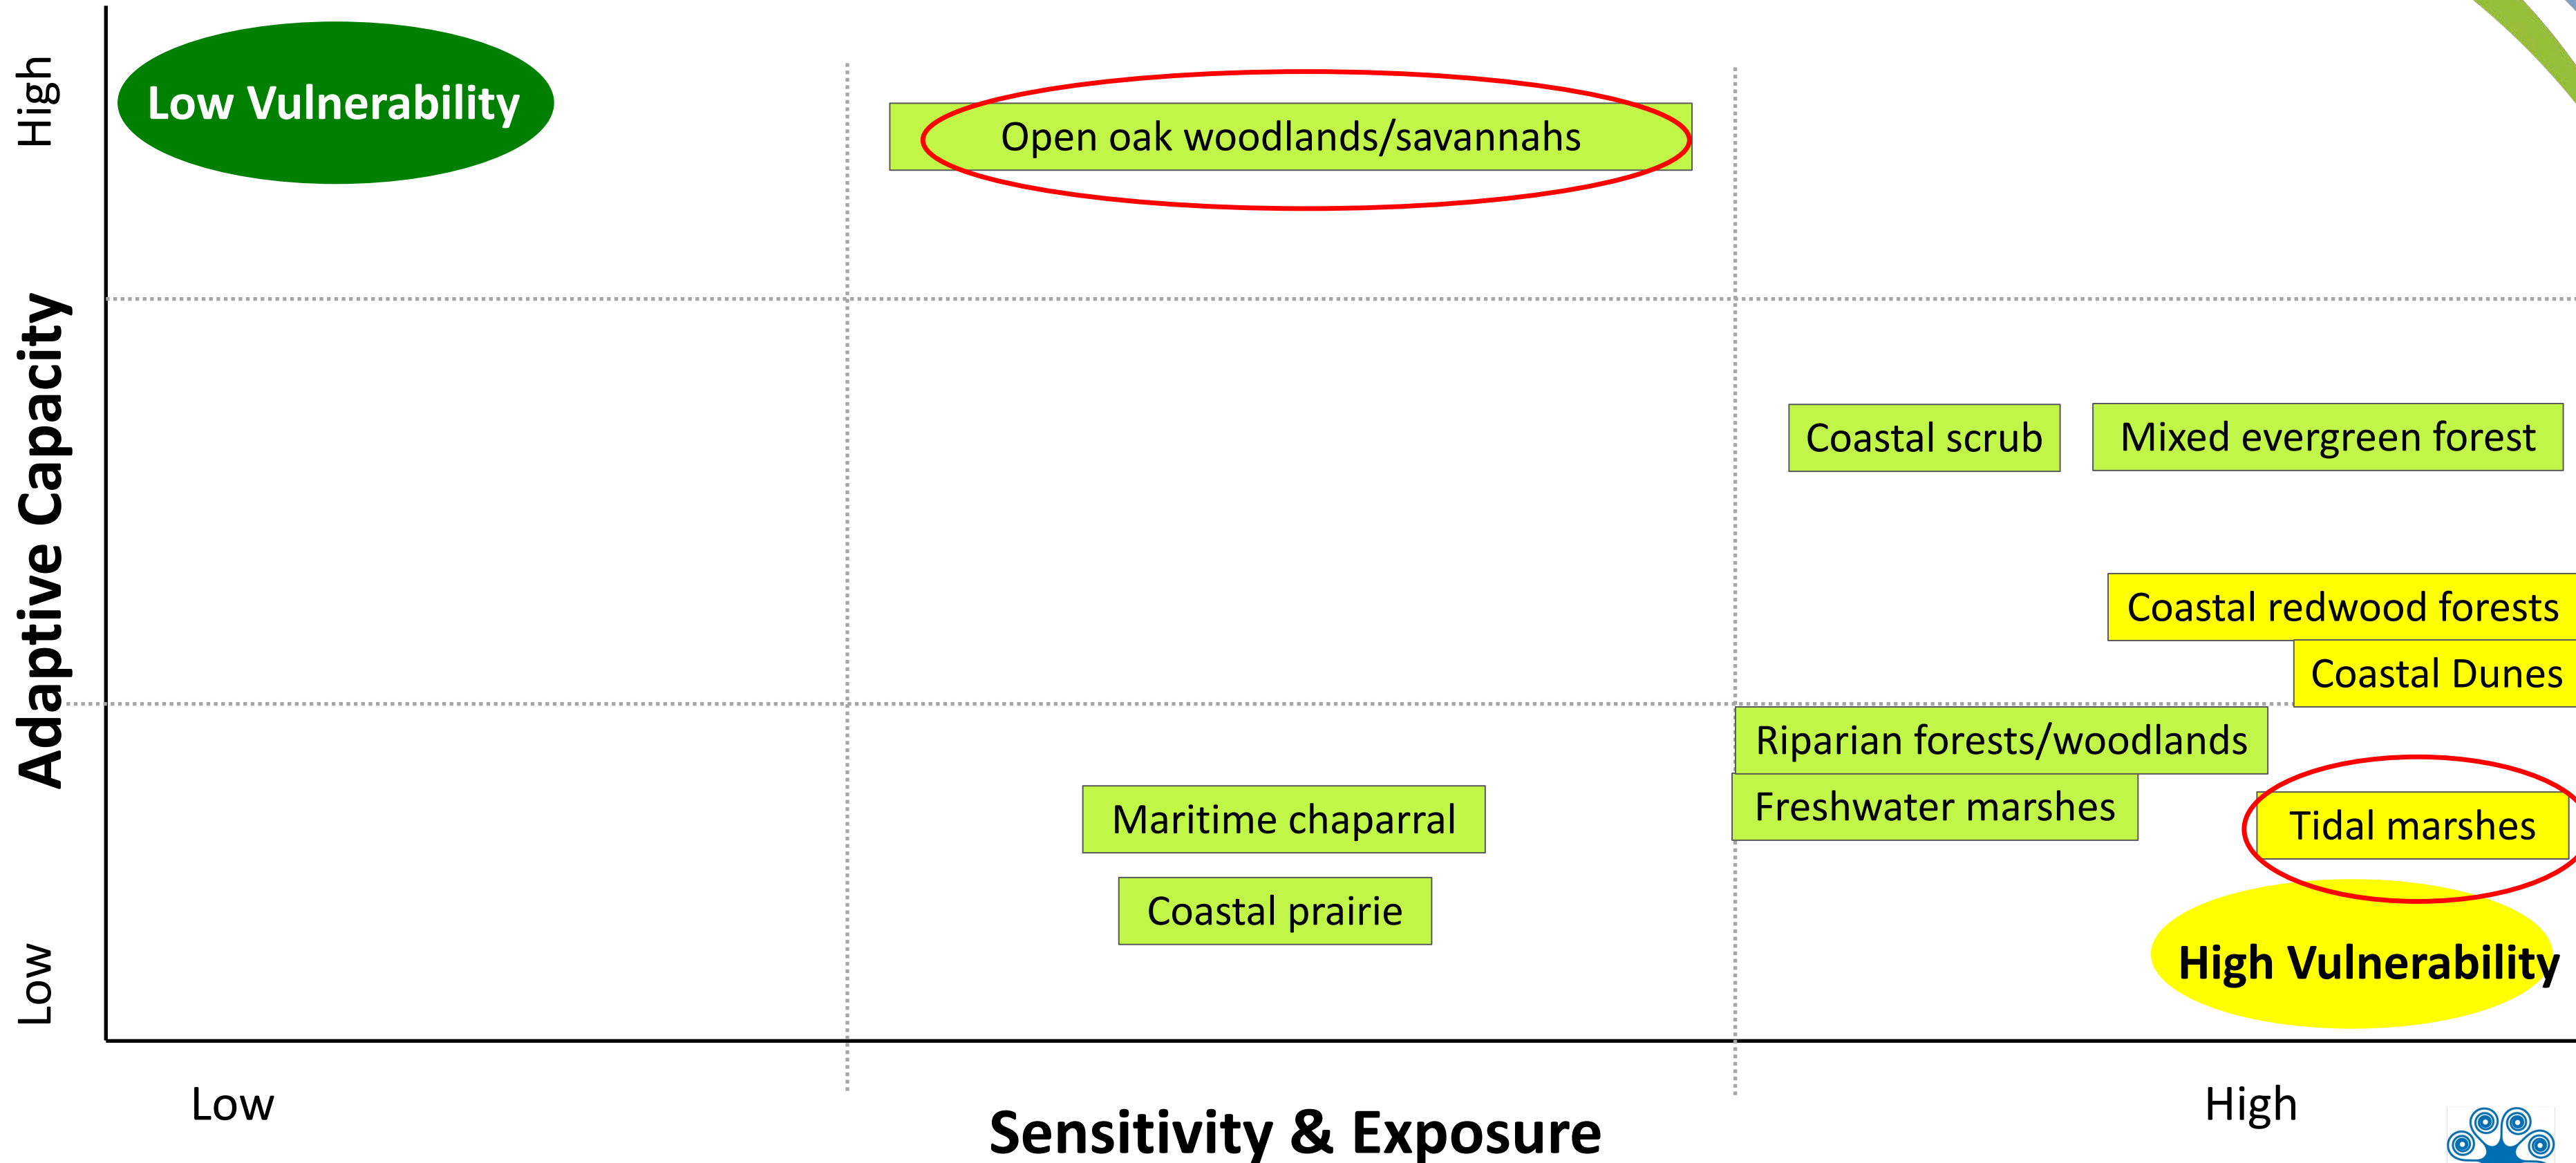 High
Low Vulnerability
Open oak woodlands/savannahs
Adaptive Capacity
Coastal scrub
Mixed evergreen forest
Coastal redwood forests
Coastal Dunes
Riparian forests/woodlands
Freshwater marshes
Maritime chaparral
Tidal marshes
Coastal prairie
High Vulnerability
Low
Low
High
Sensitivity & Exposure